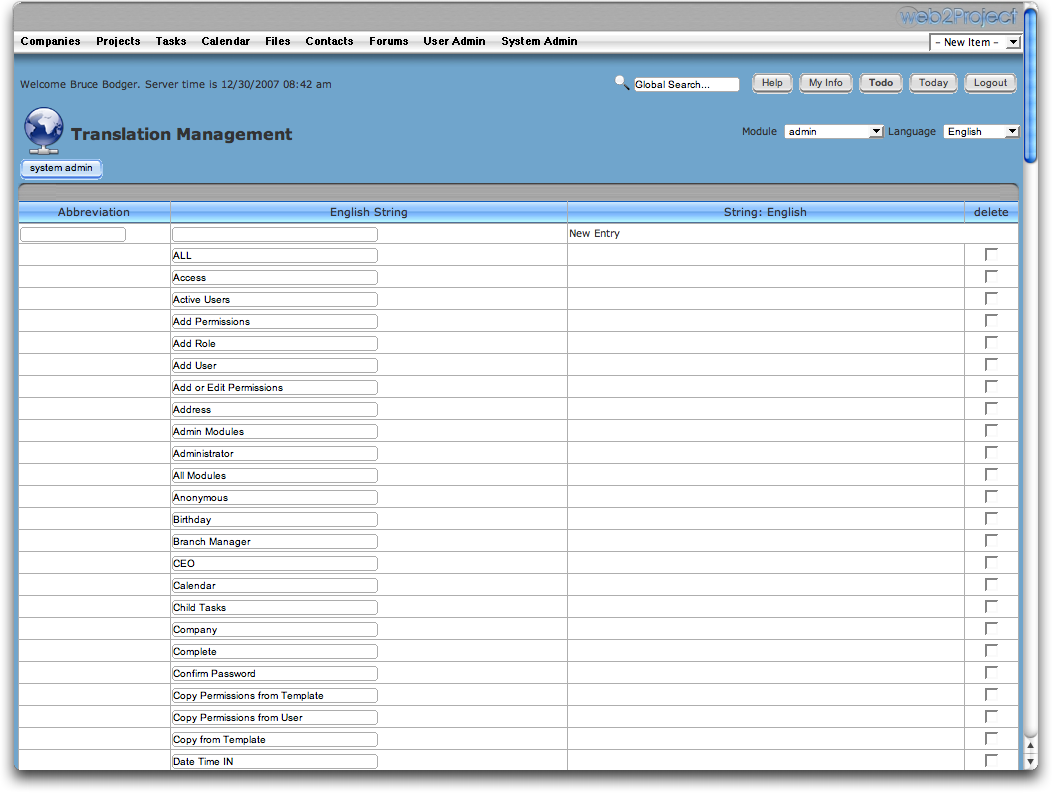 web2Project
Companies Projects Tasks Calendar Files Contacts Forums User Admin System Admin - New Item -
Welcome Bruce Bodger. Server time is 12/30/2007 08:42 am Global Search... Help My Info Todo Today Logout
Translation Management Module admin Language English
system admin
Abbreviation English String String: English delete
New Entry
ALL
Access
Active Users
Add Permissions
Add Role
Add User
Add or Edit Permissions
Address
Admin Modules
Administrator
All Modules
Anonymous
Birthday
Branch Manager
CEO
Calendar
Child Tasks
Company
Complete
Confirm Password
Copy Permissions from Template
Copy Permissions from User
Copy from Template
Date Time IN